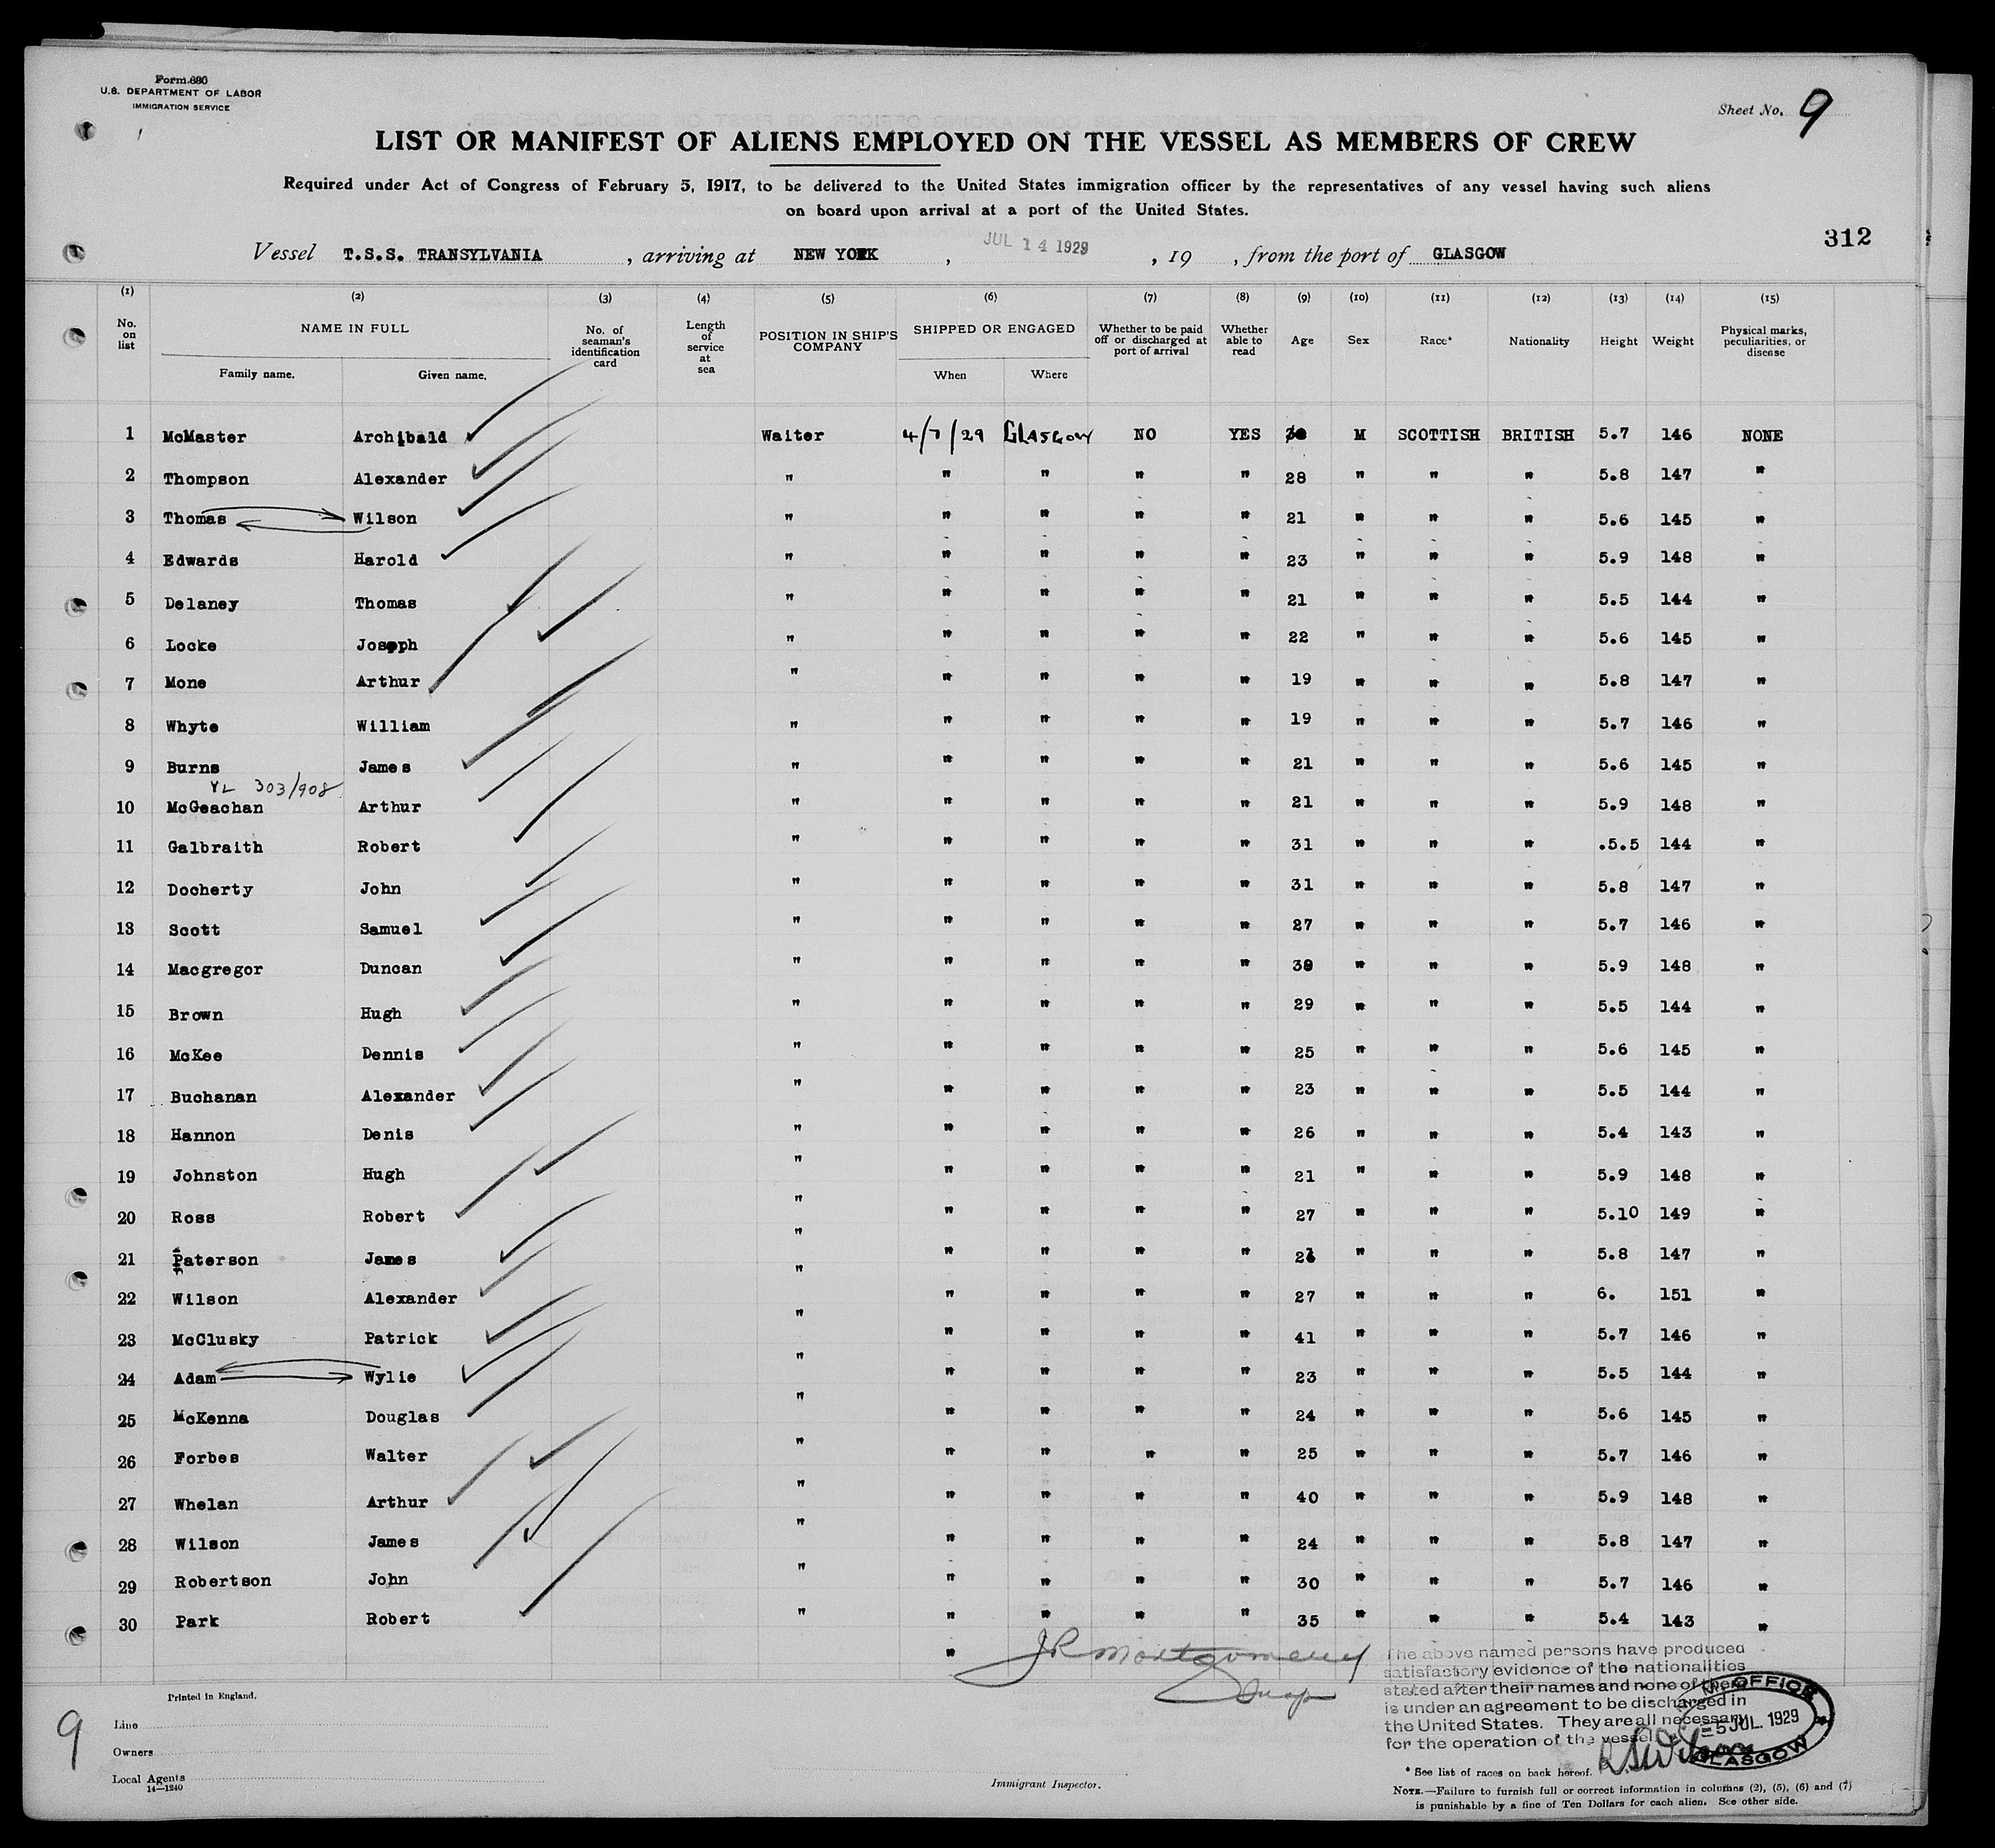 Form 680
U.S. DEPARTMENT OF LABOR
IMMIGRATION SERVICE
Sheet No. 9
LIST OR MANIFEST OF ALIENS EMPLOYED ON THE VESSEL AS MEMBERS OF CREW
Required under Act of Congress of February 5, 1917, to be delivered to the United States immigration officer by the representatives of any vessel having such aliens
on board upon arrival at a port of the United States.
312
Vessel T.S.S. TRANSYLVANIA , arriving at NEW YORK , JUL 14 1929 , 19 , from the port of GLASGOW
(1) (2) (3) (4) (5) (6) (7) (8) (9) (10) (11) (12) (13) (14) (15)
No. on list NAME IN FULL No. of seaman's identification card Length of service at sea POSITION IN SHIP'S COMPANY SHIPPED OR ENGAGED Whether to be paid off or discharged at port of arrival Whether able to read Age Sex Race* Nationality Height Weight Physical marks, peculiarities, or disease
Family name. Given name. When Where
1 McMaster Archibald Waiter 4/7/29 GLASGOW NO YES M SCOTTISH BRITISH 5.7 146 NONE
2 Thompson Alexander " " " " " 28 " " " 5.8 147 "
3 Thomas Wilson " " " " " 21 " " " 5.6 145 "
4 Edwards Harold " " " " " 23 " " " 5.9 148 "
5 Delaney Thomas " " " " " 21 " " " 5.5 144 "
6 Locke Joseph " " " " " 22 " " " 5.6 145 "
7 Mone Arthur " " " " " 19 " " " 5.8 147 "
8 Whyte William " " " " " 19 " " " 5.7 146 "
9 Burns James " " " " " 21 " " " 5.6 145 "
303/908
10 McGeachan Arthur " " " " " 21 " " " 5.9 148 "
11 Galbraith Robert " " " " " 31 " " " .5.5 144 "
12 Docherty John " " " " " 31 " " " 5.8 147 "
13 Scott Samuel " " " " " 27 " " " 5.7 146 "
14 Macgregor Duncan " " " " " " " " 5.9 148 "
15 Brown Hugh " " " " " 29 " " " 5.5 144 "
16 McKee Dennis " " " " " 25 " " " 5.6 145 "
17 Buchanan Alexander " " " " " 23 " " " 5.5 144 "
18 Hannon Denis " " " " " 26 " " " 5.4 143 "
19 Johnston Hugh " " " " " 21 " " " 5.9 148 "
20 Ross Robert " " " " " 27 " " " 5.10 149 "
21 Paterson James " " " " " " " " 5.8 147 "
22 Wilson Alexander " " " " " 27 " " " 6. 151 "
23 McClusky Patrick " " " " " 41 " " " 5.7 146 "
24 Adam Wylie " " " " " 23 " " " 5.5 144 "
25 McKenna Douglas " " " " " 24 " " " 5.6 145 "
26 Forbes Walter " " " " " 25 " " " 5.7 146 "
27 Whelan Arthur " " " " " 40 " " " 5.9 148 "
28 Wilson James " " " " " 24 " " " 5.8 147 "
29 Robertson John " " " " " 30 " " " 5.7 146 "
30 Park Robert " " " " " 35 " " " 5.4 143 "
"
JR Montgomery
Insp
The above named persons have produced
satisfactory evidence of the nationalities
stated after their names and none of them
is under an agreement to be discharged in
the United States. They are all necessary
for the operation of the vessel
OFFICE
-5 JUL. 1929
GLASGOW
Printed in England.
9
Line
Owners
Local Agents
14—1240
Immigrant Inspector.
* See list of races on back hereof.
NOTE.—Failure to furnish full or correct information in columns (2), (5), (6) and (7)
is punishable by a fine of Ten Dollars for each alien. See other side.